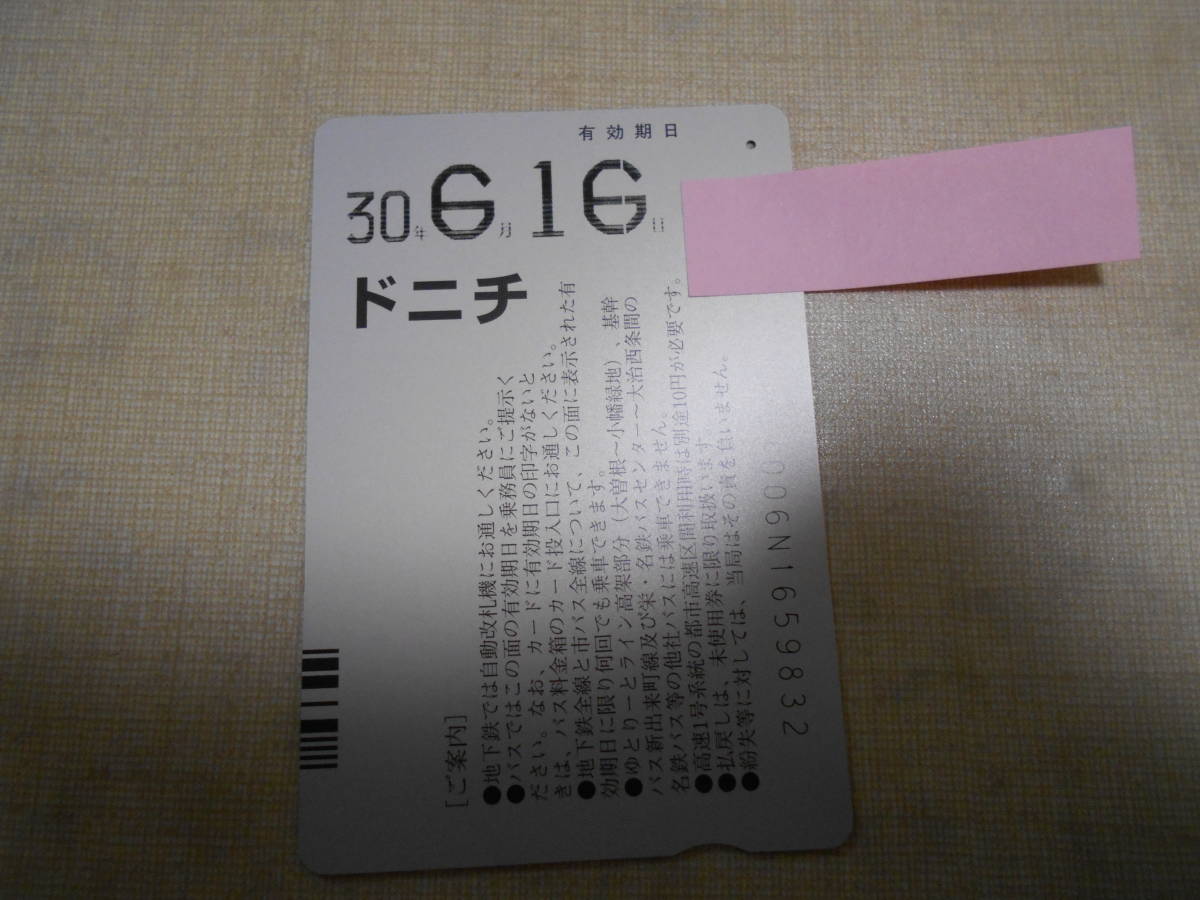 有効期日
30年6月16日
ドニチ
[ご案内]
●地下鉄では自動改札機にお通しください。
●バスではこの面の有効期日を乗務員にご提示く
ださい。なお、カードに有効期日の印字がないと
きは、バス料金箱のカード投入口にお通しください。
●地下鉄全線と市バス全線について、この面に表示された有
効期日に限り何回でも乗車できます。
●ゆとりーとライン高架部分（大曽根～小幡緑地）、基幹
バス新出来町線及び栄・名鉄バスセンター～大治西条間の
名鉄バス等の他社バスには乗車できません。
●高速1号系統の都市高速区間利用時は別途10円が必要です。
●払戻しは、未使用券に限り取扱います。
●紛失等に対しては、当局はその責を負いません。
006N1659832